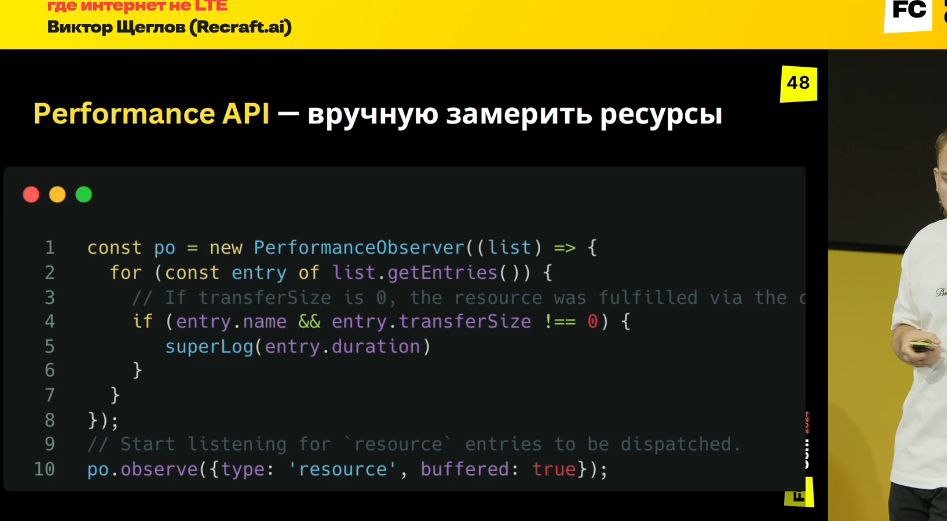 где интернет не LTE
Виктор Щеглов (Recraft.ai)
FC
48
Performance API — вручную замерить ресурсы
1 const po = new PerformanceObserver((list) => {
2 for (const entry of list.getEntries()) {
3 // If transferSize is 0, the resource was fulfilled via the
4 if (entry.name && entry.transferSize !== 0) {
5 superLog(entry.duration)
6 }
7 }
8 });
9 // Start listening for `resource` entries to be dispatched.
10 po.observe({type: 'resource', buffered: true});